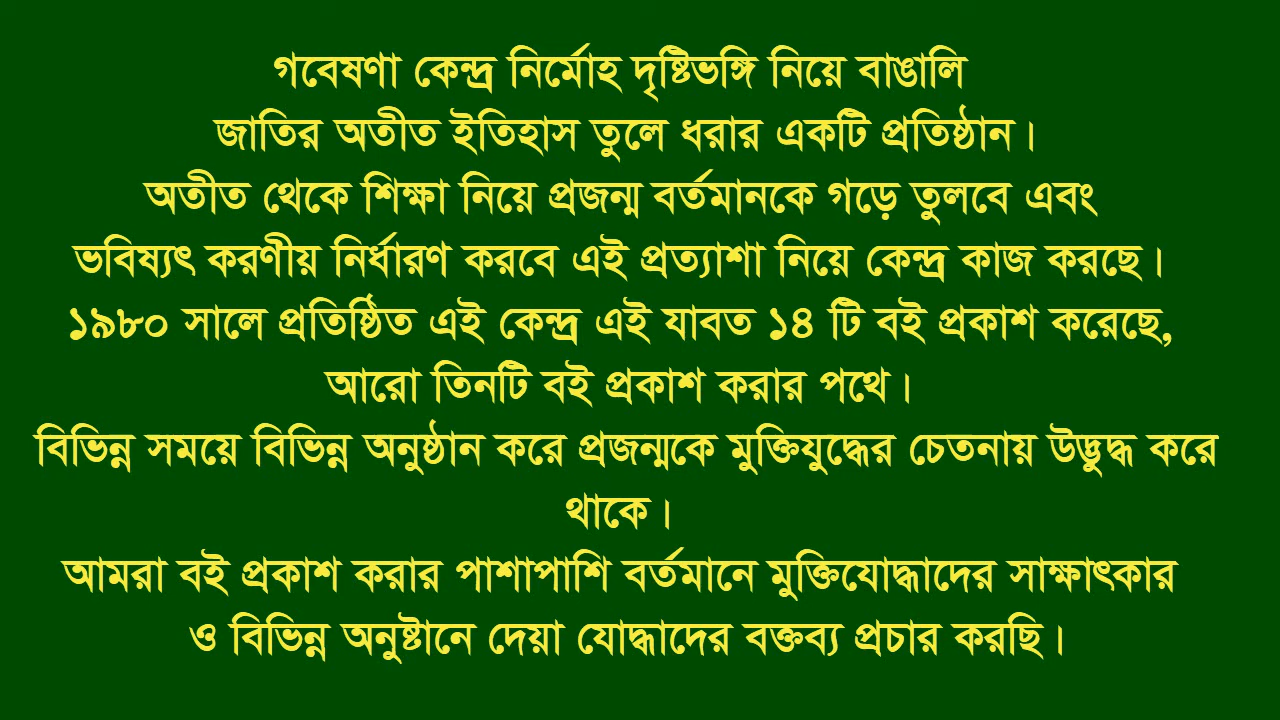 গবেষণা কেন্দ্র নির্মোহ দৃষ্টিভঙ্গি নিয়ে বাঙালি
জাতির অতীত ইতিহাস তুলে ধরার একটি প্রতিষ্ঠান।
অতীত থেকে শিক্ষা নিয়ে প্রজন্ম বর্তমানকে গড়ে তুলবে এবং
ভবিষ্যৎ করণীয় নির্ধারণ করবে এই প্রত্যাশা নিয়ে কেন্দ্র কাজ করছে।
১৯৮০ সালে প্রতিষ্ঠিত এই কেন্দ্র এই যাবত ১৪ টি বই প্রকাশ করেছে,
আরো তিনটি বই প্রকাশ করার পথে।
বিভিন্ন সময়ে বিভিন্ন অনুষ্ঠান করে প্রজন্মকে মুক্তিযুদ্ধের চেতনায় উদ্ভুদ্ধ করে
থাকে।
আমরা বই প্রকাশ করার পাশাপাশি বর্তমানে মুক্তিযোদ্ধাদের সাক্ষাৎকার
ও বিভিন্ন অনুষ্টানে দেয়া যোদ্ধাদের বক্তব্য প্রচার করছি।